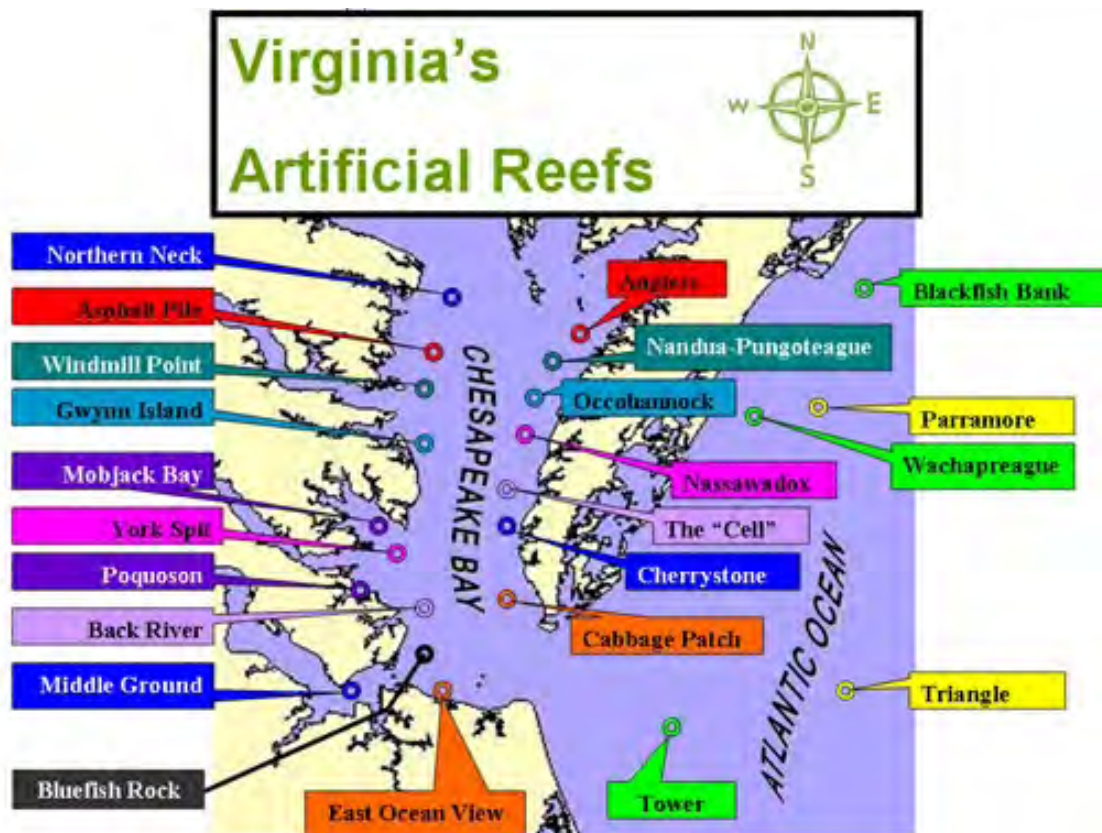 Virginia's
Artificial Reefs
N
W
E
S
Northern Neck
Asphalt Pile
Windmill Point
Gwynn Island
Mobjack Bay
York Spit
Poquoson
Back River
Middle Ground
Bluefish Rock
East Ocean View
Tower
CHESAPEAKE BAY
Anglers
Nandua-Pungoteague
Occohannock
Nassawadox
The "Cell"
Cherrystone
Cabbage Patch
Blackfish Bank
Parramore
Wachapreague
ATLANTIC OCEAN
Triangle